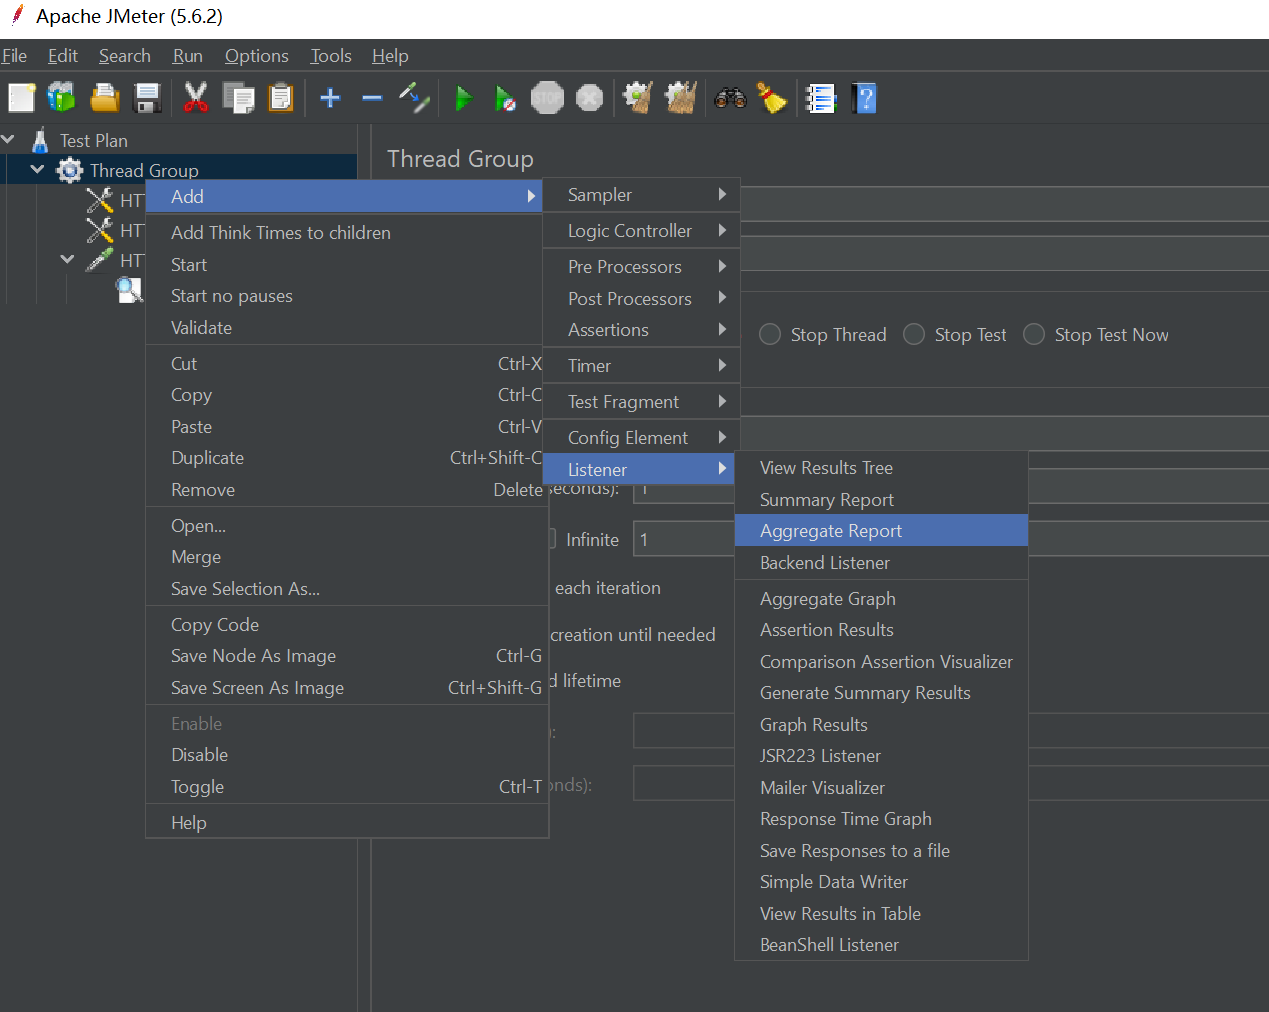 Apache JMeter (5.6.2)
File Edit Search Run Options Tools Help
STOP
Test Plan
Thread Group
Thread Group
HT
HT
HT
Add
Add Think Times to children
Start
Start no pauses
Validate
Cut Ctrl-X
Copy Ctrl-C
Paste Ctrl-V
Duplicate Ctrl+Shift-C
Remove Delete
Open...
Merge
Save Selection As...
Copy Code
Save Node As Image Ctrl-G
Save Screen As Image Ctrl+Shift-G
Enable
Disable
Toggle Ctrl-T
Help
Sampler
Logic Controller
Pre Processors
Post Processors
Assertions
Timer
Test Fragment
Config Element
Listener
Stop Thread Stop Test Stop Test Now
seconds): 1
Infinite 1
each iteration
creation until needed
d lifetime
):
onds):
View Results Tree
Summary Report
Aggregate Report
Backend Listener
Aggregate Graph
Assertion Results
Comparison Assertion Visualizer
Generate Summary Results
Graph Results
JSR223 Listener
Mailer Visualizer
Response Time Graph
Save Responses to a file
Simple Data Writer
View Results in Table
BeanShell Listener